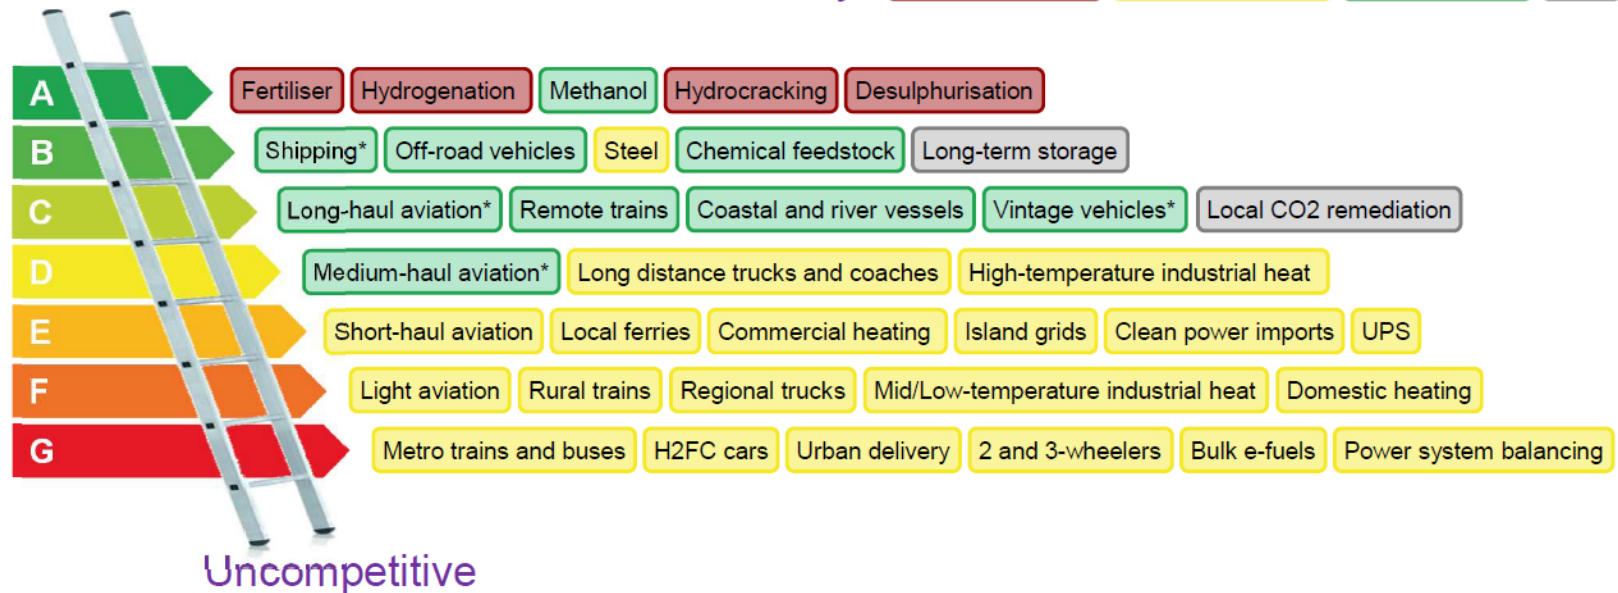 A Fertiliser Hydrogenation Methanol Hydrocracking Desulphurisation
B Shipping* Off-road vehicles Steel Chemical feedstock Long-term storage
C Long-haul aviation* Remote trains Coastal and river vessels Vintage vehicles* Local CO2 remediation
D Medium-haul aviation* Long distance trucks and coaches High-temperature industrial heat
E Short-haul aviation Local ferries Commercial heating Island grids Clean power imports UPS
F Light aviation Rural trains Regional trucks Mid/Low-temperature industrial heat Domestic heating
G Metro trains and buses H2FC cars Urban delivery 2 and 3-wheelers Bulk e-fuels Power system balancing
Uncompetitive